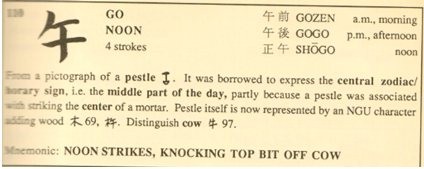 110
午 GO 午前 GOZEN a.m., morning
NOON 午後 GOGO p.m., afternoon
4 strokes 正午 SHŌGO noon
From a pictograph of a pestle. It was borrowed to express the central zodiac/
horary sign, i.e. the middle part of the day, partly because a pestle was associated
with striking the center of a mortar. Pestle itself is now represented by an NGU character
adding wood 木 69, 杵. Distinguish cow 牛 97.
Mnemonic: NOON STRIKES, KNOCKING TOP BIT OFF COW